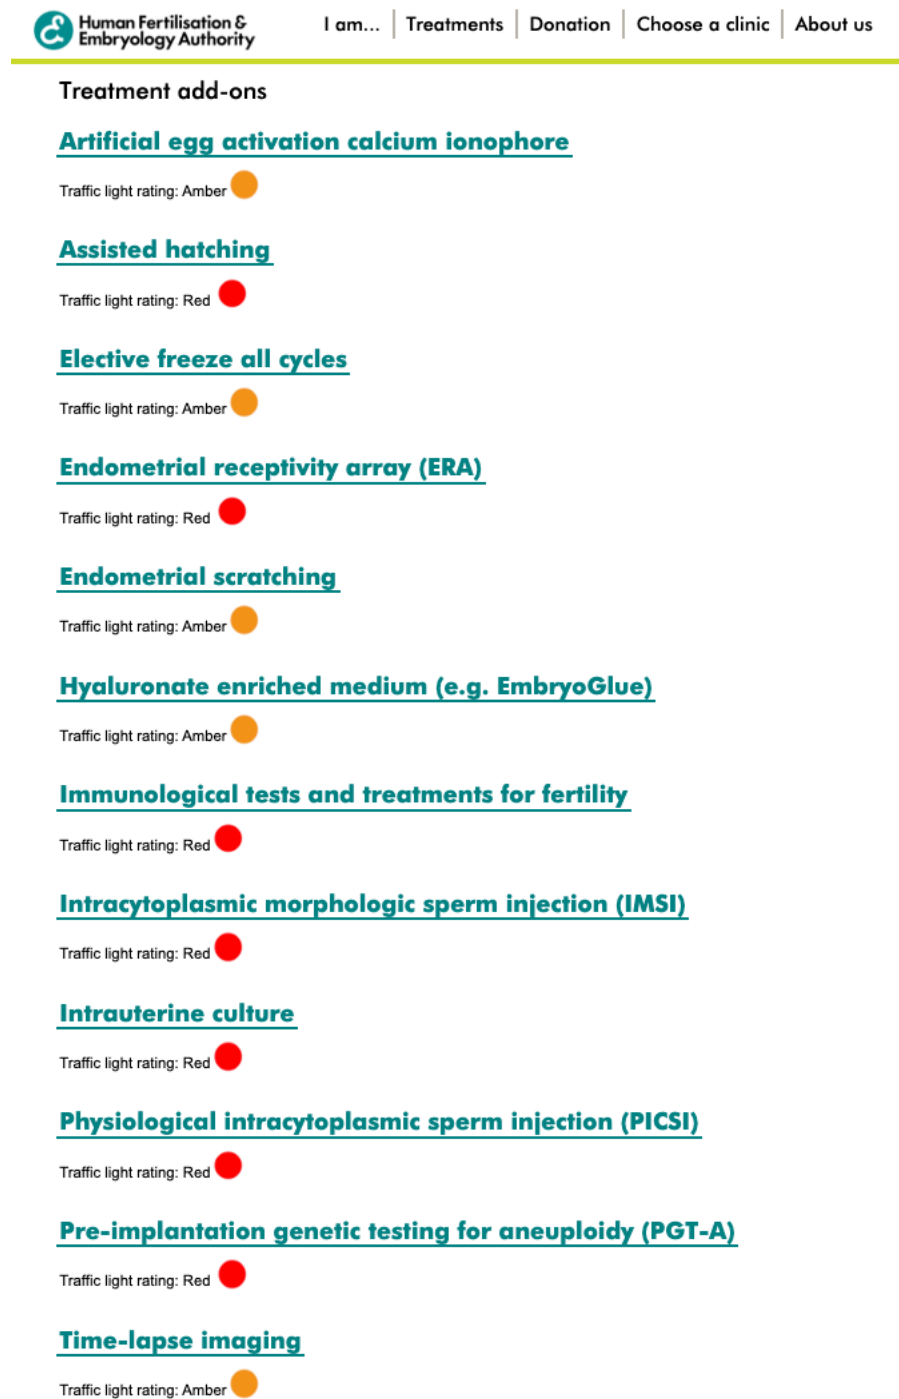 Human Fertilisation &
Embryology Authority
I am... Treatments Donation Choose a clinic About us
Treatment add-ons
Artificial egg activation calcium ionophore
Traffic light rating: Amber
Assisted hatching
Traffic light rating: Red
Elective freeze all cycles
Traffic light rating: Amber
Endometrial receptivity array (ERA)
Traffic light rating: Red
Endometrial scratching
Traffic light rating: Amber
Hyaluronate enriched medium (e.g. EmbryoGlue)
Traffic light rating: Amber
Immunological tests and treatments for fertility
Traffic light rating: Red
Intracytoplasmic morphologic sperm injection (IMSI)
Traffic light rating: Red
Intrauterine culture
Traffic light rating: Red
Physiological intracytoplasmic sperm injection (PICSI)
Traffic light rating: Red
Pre-implantation genetic testing for aneuploidy (PGT-A)
Traffic light rating: Red
Time-lapse imaging
Traffic light rating: Amber